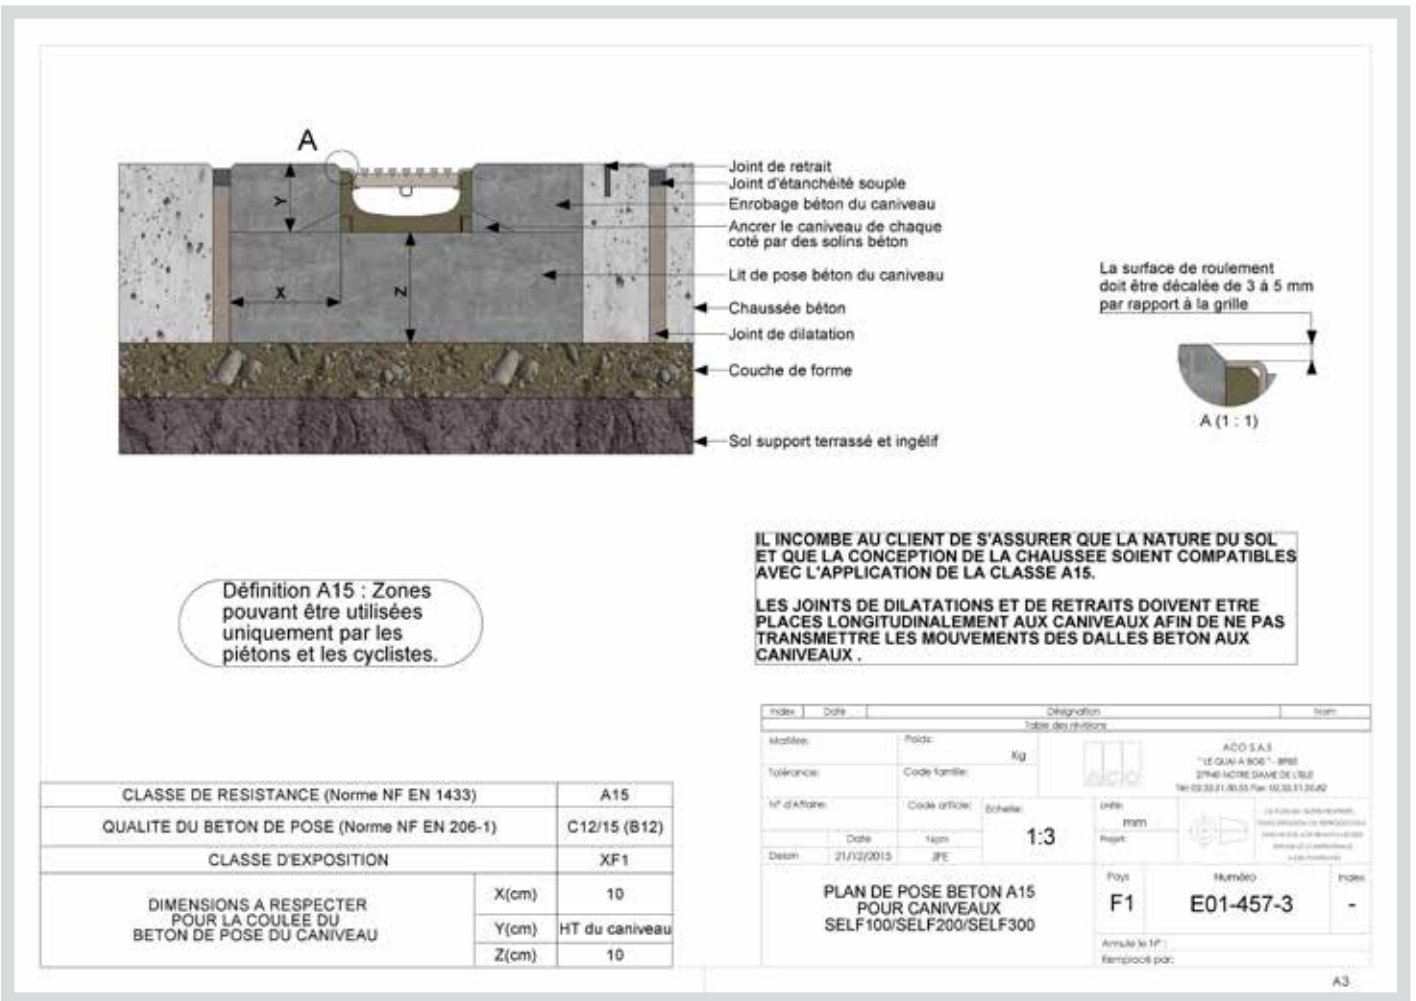 A
Y
X
Z
Joint de retrait
Joint d'étanchéité souple
Enrobage béton du caniveau
Ancrer le caniveau de chaque
coté par des solins béton
Lit de pose béton du caniveau
Chaussée béton
Joint de dilatation
Couche de forme
Sol support terrassé et ingélif
La surface de roulement
doit être décalée de 3 à 5 mm
par rapport à la grille
A (1 : 1)
Définition A15 : Zones
pouvant être utilisées
uniquement par les
piétons et les cyclistes.
IL INCOMBE AU CLIENT DE S'ASSURER QUE LA NATURE DU SOL
ET QUE LA CONCEPTION DE LA CHAUSSEE SOIENT COMPATIBLES
AVEC L'APPLICATION DE LA CLASSE A15.
LES JOINTS DE DILATATIONS ET DE RETRAITS DOIVENT ETRE
PLACES LONGITUDINALEMENT AUX CANIVEAUX AFIN DE NE PAS
TRANSMETTRE LES MOUVEMENTS DES DALLES BETON AUX
CANIVEAUX .
CLASSE DE RESISTANCE (Norme NF EN 1433) A15
QUALITE DU BETON DE POSE (Norme NF EN 206-1) C12/15 (B12)
CLASSE D'EXPOSITION XF1
DIMENSIONS A RESPECTER
POUR LA COULEE DU
BETON DE POSE DU CANIVEAU
X(cm) 10
Y(cm) HT du caniveau
Z(cm) 10
Index Date Désignation Nom
Table des révisions
Matière: Poids: Kg
Tolérance: Code famille:
ACO
ACO S.A.S
27940 NOTRE DAME DE L'ISLE
N° d'Affaire: Code article: Echelle: 1:3
Unité: mm
Projet:
Date Nom
Dessin 21/12/2015 JPE
PLAN DE POSE BETON A15
POUR CANIVEAUX
SELF100/SELF200/SELF300
Pays Numéro Index
F1 E01-457-3 -
Annule le N° :
Remplacé par:
A3